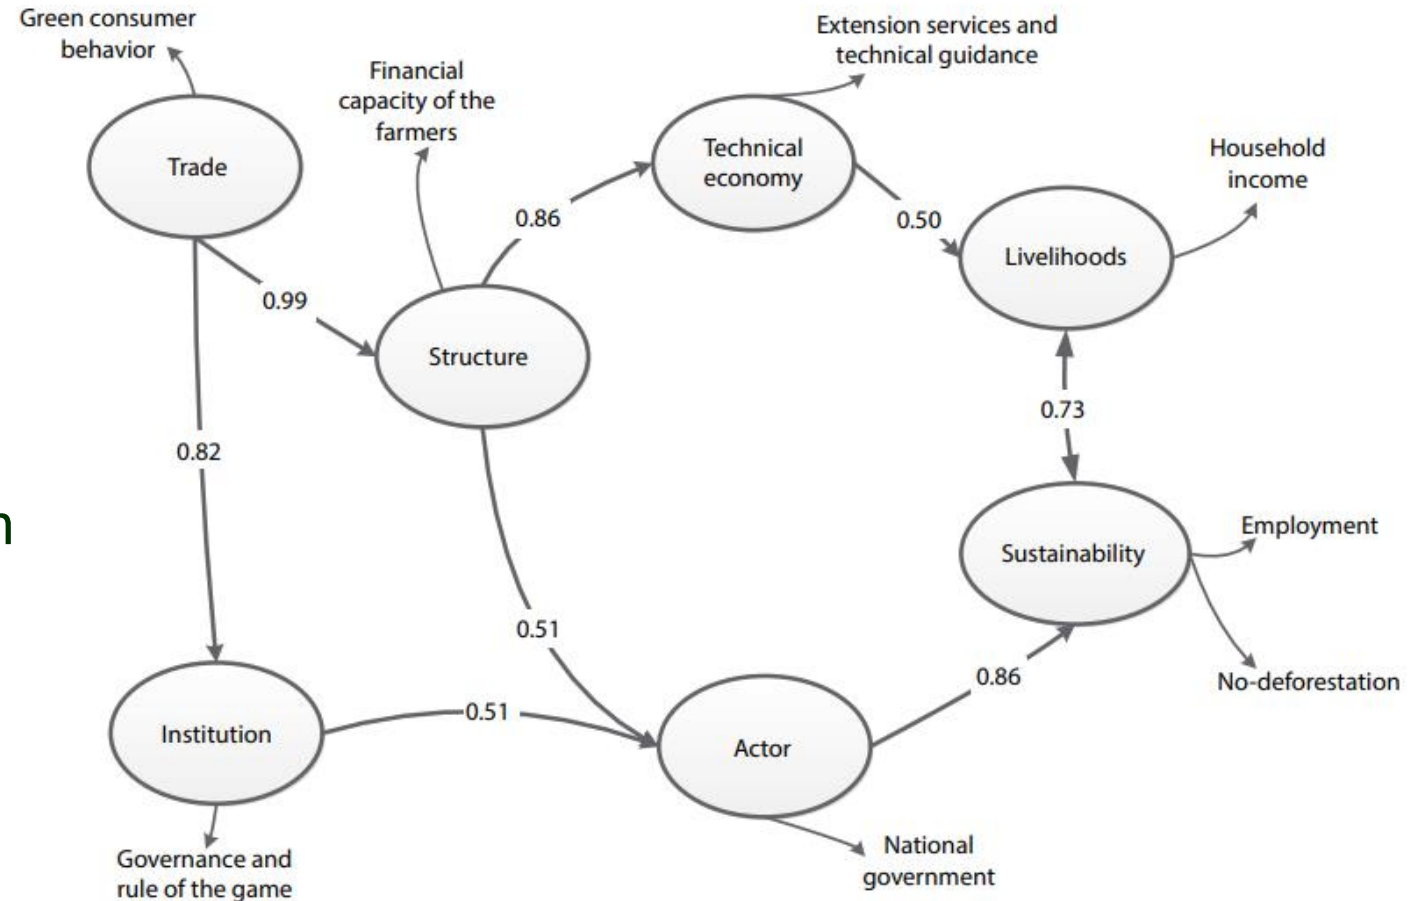 Green consumer
behavior
Extension services and
technical guidance
Financial
capacity of the
farmers
Trade
Technical
economy
Household
income
0.86
0.50
Livelihoods
0.99
Structure
0.73
0.82
n
Employment
Sustainability
0.51
No-deforestation
0.86
0.51
Institution
Actor
National
government
Governance and
rule of the game